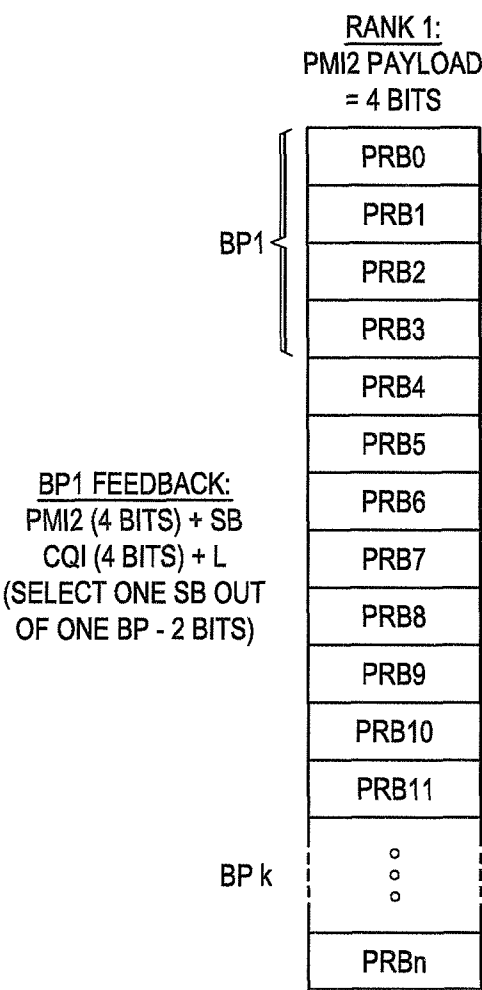 RANK 1:
PMI2 PAYLOAD
= 4 BITS
PRB0
PRB1
BP1
PRB2
PRB3
PRB4
PRB5
BP1 FEEDBACK:
PMI2 (4 BITS) + SB
CQI (4 BITS) + L
(SELECT ONE SB OUT
OF ONE BP - 2 BITS)
PRB6
PRB7
PRB8
PRB9
PRB10
PRB11
BP k
PRBn